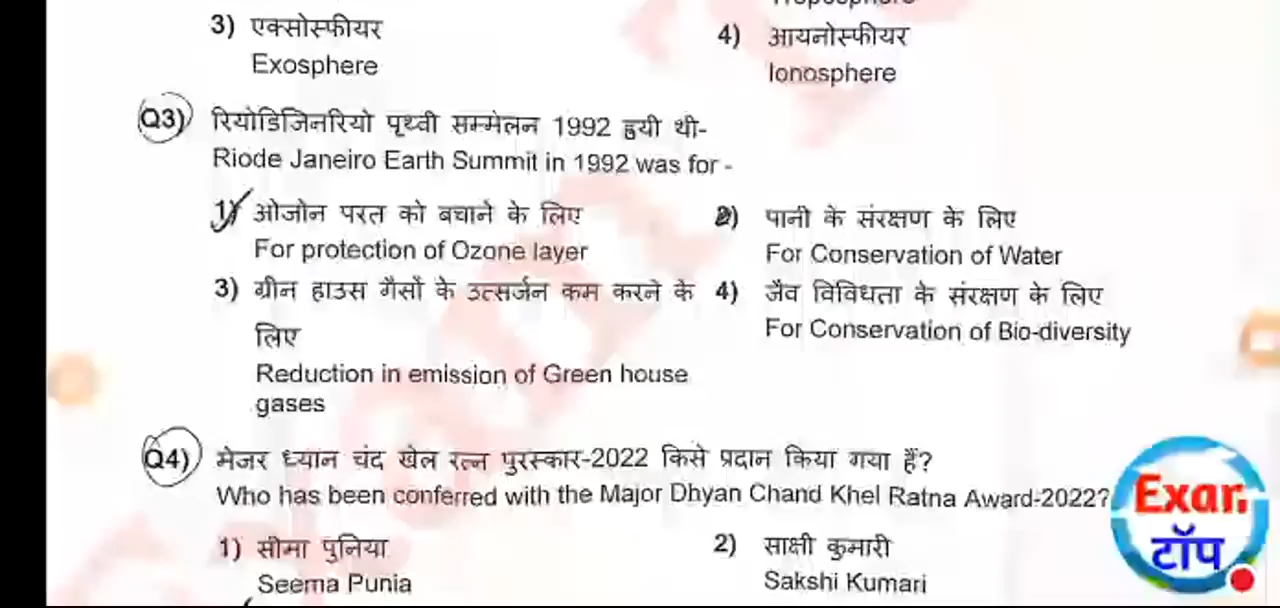 3) एक्सोस्फीयर
4) आयनोस्फीयर
Exosphere
Ionosphere
Q3) रियोडिजिनरियो पृथ्वी सम्मेलन 1992 हुयी थी-
Riode Janeiro Earth Summit in 1992 was for -
1) ओजोन परत को बचाने के लिए
For protection of Ozone layer
2) पानी के संरक्षण के लिए
For Conservation of Water
3) ग्रीन हाउस गैसों के उत्सर्जन कम करने के
लिए
Reduction in emission of Green house
gases
4) जैव विविधता के संरक्षण के लिए
For Conservation of Bio-diversity
Q4) मेजर ध्यान चंद खेल रत्न पुरस्कार-2022 किसे प्रदान किया गया हैं?
Who has been conferred with the Major Dhyan Chand Khel Ratna Award-2022?
1) सीमा पुनिया
Seema Punia
2) साक्षी कुमारी
Sakshi Kumari
Exam
टॉप